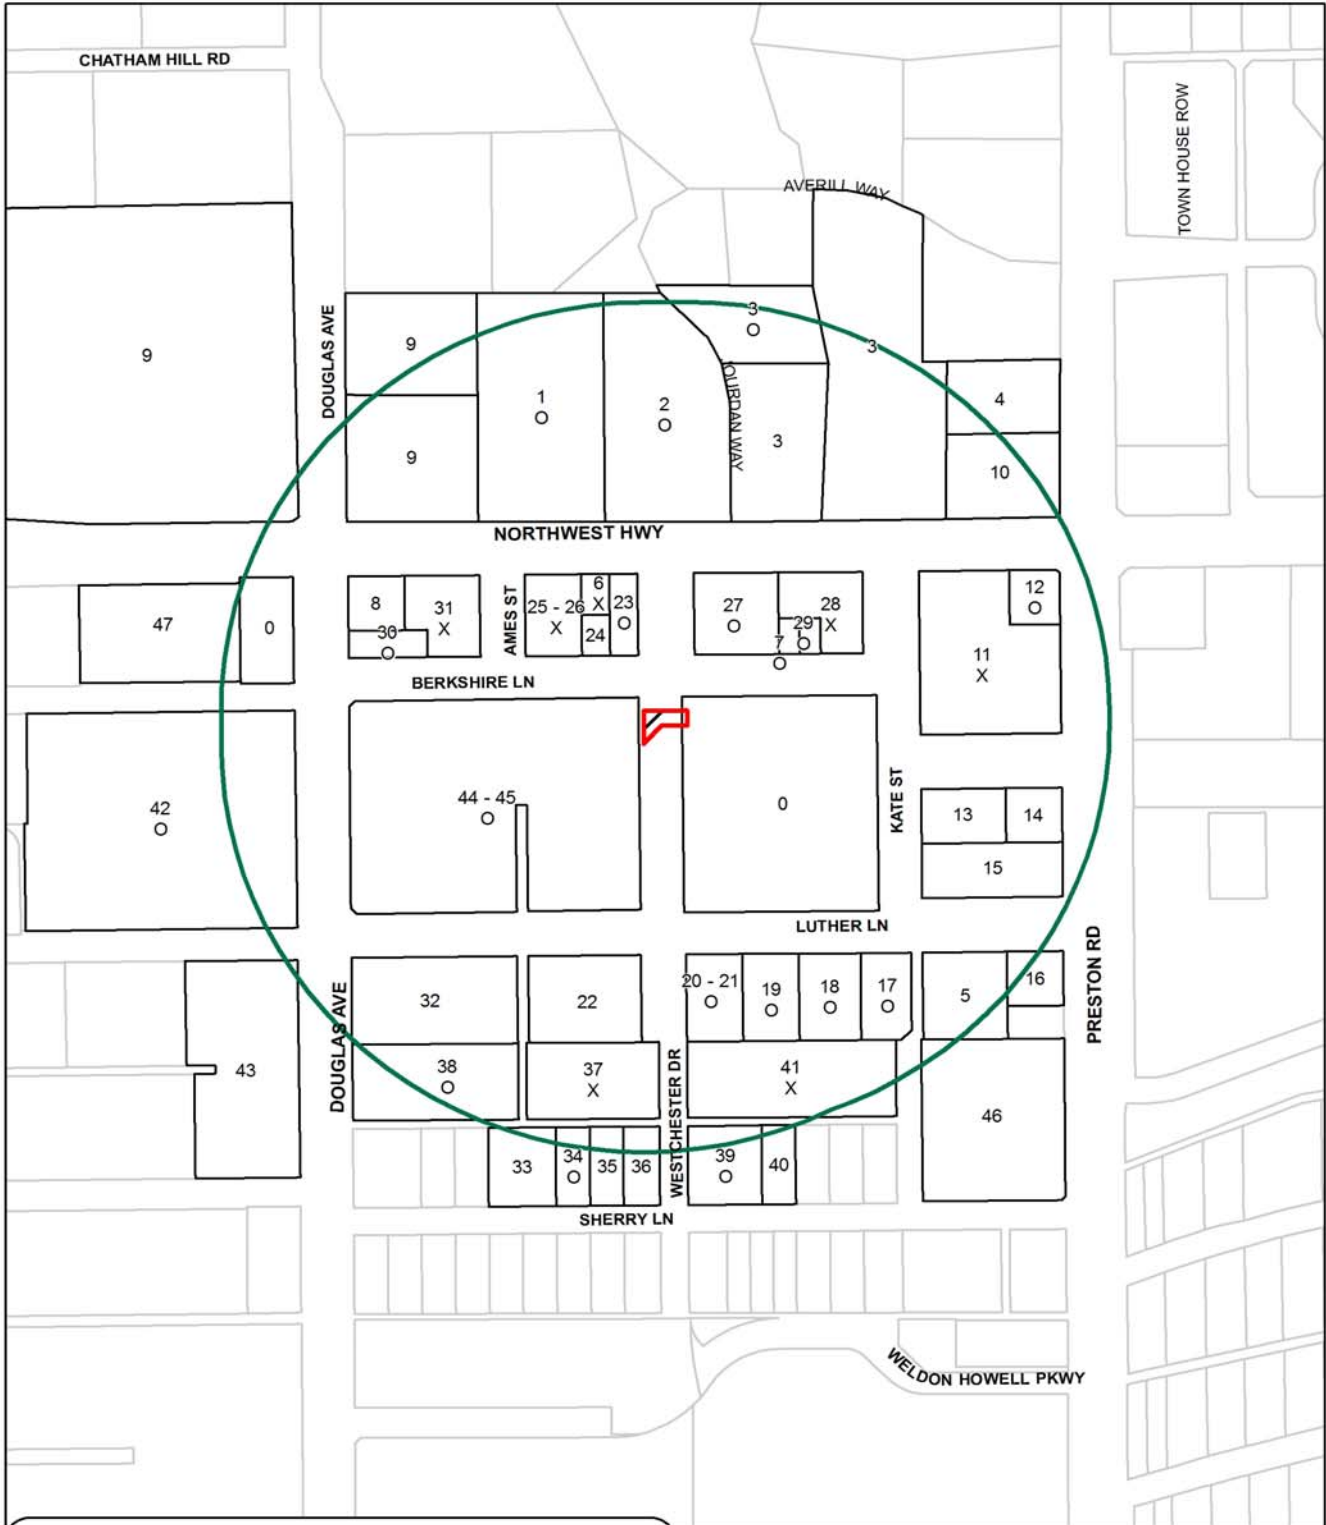 CHATHAM HILL RD
TOWN HOUSE ROW
AVERILL WAY
DOUGLAS AVE
3
O
9
9
3
1
O
2
O
4
JOURDAN WAY
3
9
10
NORTHWEST HWY
6
X
12
O
8
31
X
AMES ST
25 - 26
X
23
O
27
O
28
X
47
0
30
O
24
29
O
7
O
11
X
BERKSHIRE LN
44 - 45
O
0
KATE ST
42
O
13
14
15
LUTHER LN
PRESTON RD
20 - 21
O
19
O
18
O
17
O
16
5
32
22
DOUGLAS AVE
43
38
O
37
X
WESTCHESTER DR
41
X
46
33
34
O
35
36
39
O
40
SHERRY LN
WELDON HOWELL PKWY